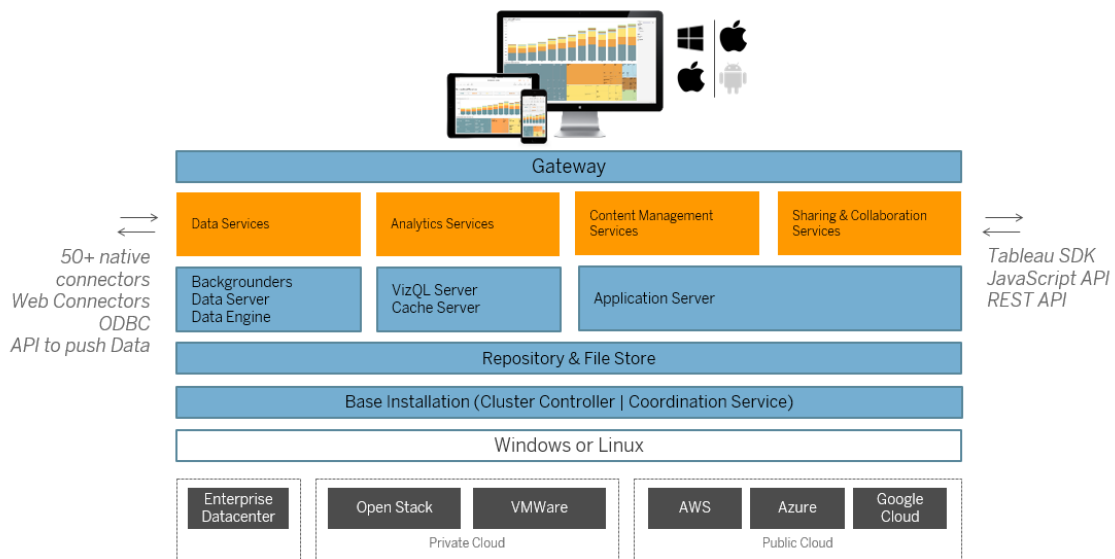 Gateway
Data Services
Analytics Services
Content Management
Services
Sharing & Collaboration
Services
50+ native
connectors
Web Connectors
ODBC
API to push Data
Backgrounders
Data Server
Data Engine
VizQL Server
Cache Server
Application Server
Tableau SDK
JavaScript API
REST API
Repository & File Store
Base Installation (Cluster Controller | Coordination Service)
Windows or Linux
Enterprise
Datacenter
Open Stack
VMWare
Private Cloud
AWS
Azure
Google
Cloud
Public Cloud